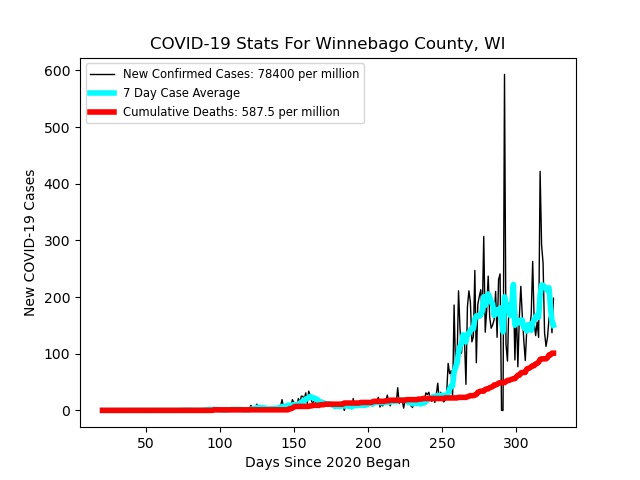 COVID-19 Stats For Winnebago County, WI
New Confirmed Cases: 78400 per million
7 Day Case Average
Cumulative Deaths: 587.5 per million
New COVID-19 Cases
600
500
400
300
200
100
0
50
100
150
200
250
300
Days Since 2020 Began